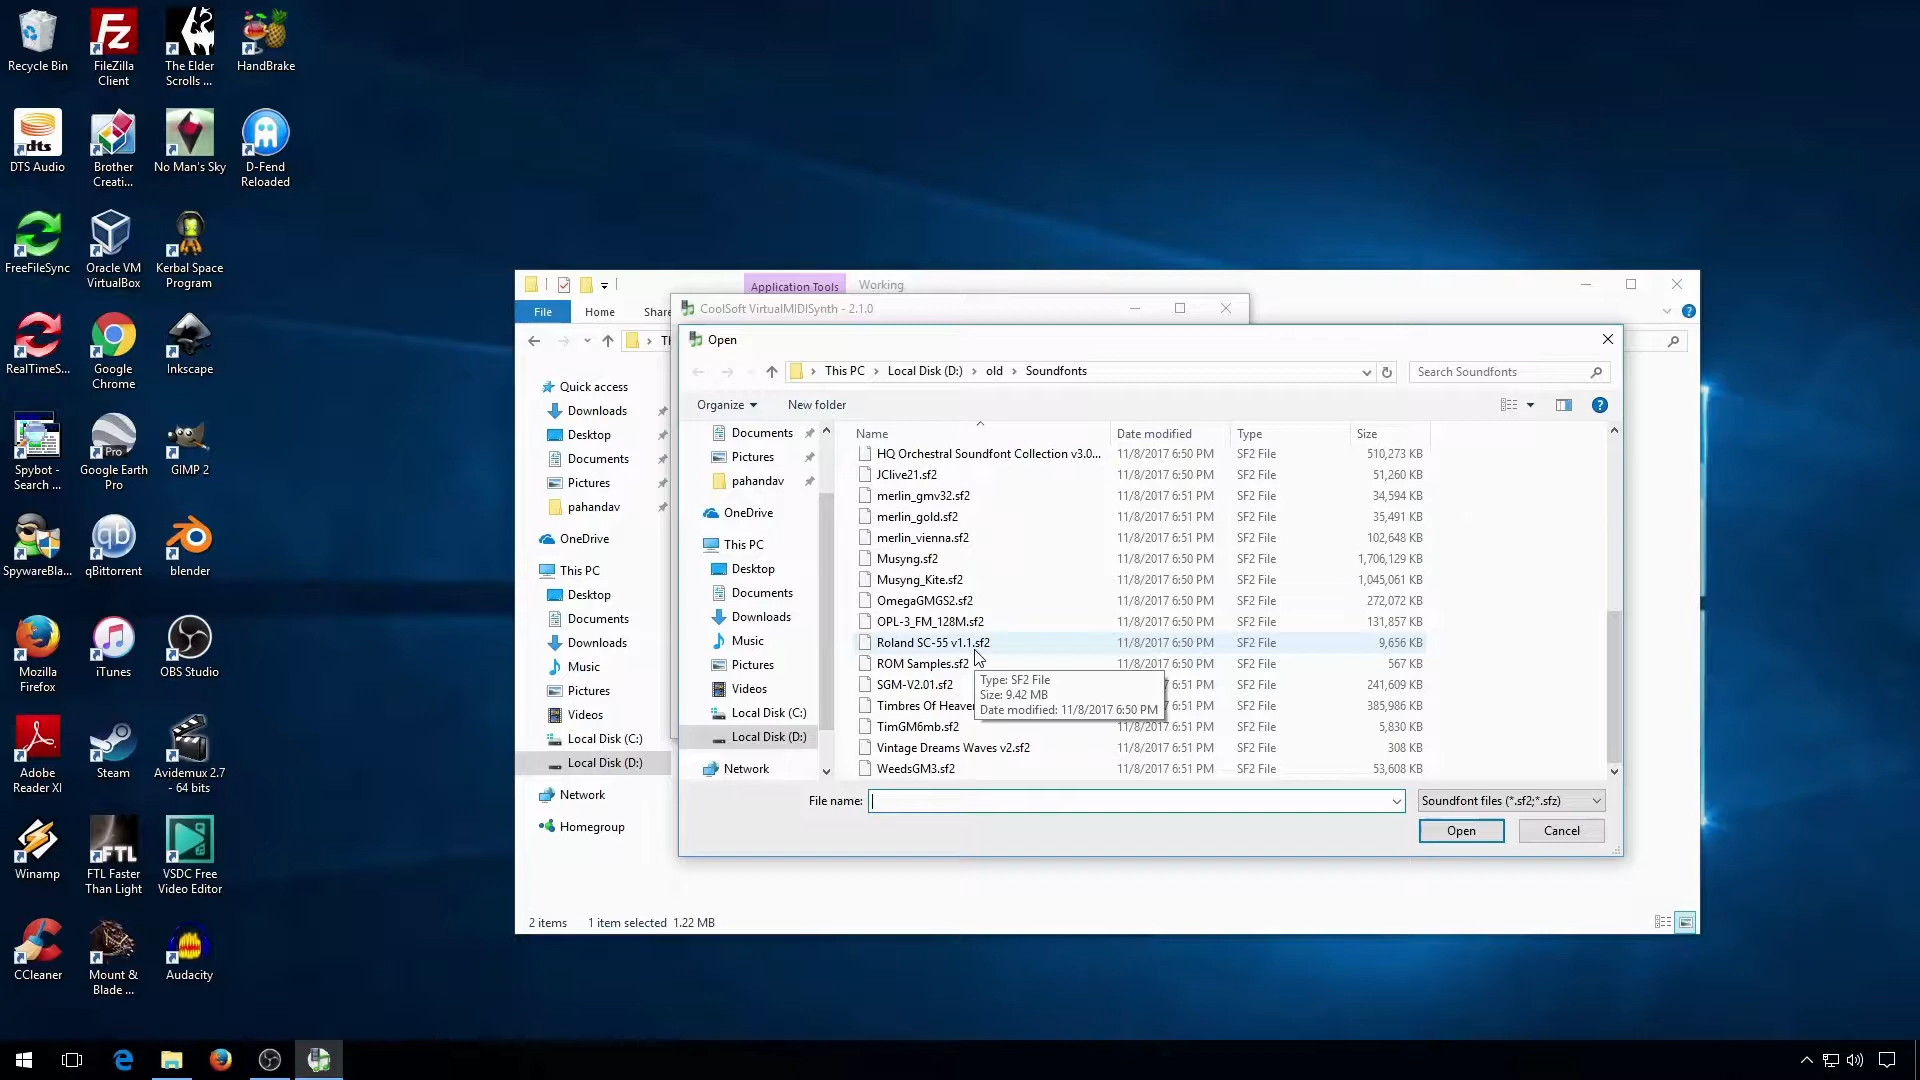 Recycle Bin
FileZilla
Client
The Elder
Scrolls ...
HandBrake
DTS Audio
Brother
Creati...
No Man's Sky
D-Fend
Reloaded
FreeFileSync
Oracle VM
VirtualBox
Kerbal Space
Program
RealTimeS...
Google
Chrome
Inkscape
Spybot -
Search ...
Google Earth
Pro
GIMP 2
SpywareBla...
qBittorrent
blender
Mozilla
Firefox
iTunes
OBS Studio
Adobe
Reader XI
Steam
Avidemux 2.7
- 64 bits
Winamp
FTL Faster
Than Light
VSDC Free
Video Editor
CCleaner
Mount &
Blade ...
Audacity
Application Tools
Working
File
Home
Share
CoolSoft VirtualMIDISynth - 2.1.0
Quick access
Downloads
Desktop
Documents
Pictures
pahandav
OneDrive
This PC
Desktop
Documents
Downloads
Music
Pictures
Videos
Local Disk (C:)
Local Disk (D:)
Network
Homegroup
2 items 1 item selected 1.22 MB
Open
This PC Local Disk (D:) old Soundfonts
Search Soundfonts
Organize New folder
Documents
Pictures
pahandav
OneDrive
This PC
Desktop
Documents
Downloads
Music
Pictures
Videos
Local Disk (C:)
Local Disk (D:)
Network
Name Date modified Type Size
HQ Orchestral Soundfont Collection v3.0... 11/8/2017 6:50 PM SF2 File 510,273 KB
JClive21.sf2 11/8/2017 6:50 PM SF2 File 51,260 KB
merlin_gmv32.sf2 11/8/2017 6:51 PM SF2 File 34,594 KB
merlin_gold.sf2 11/8/2017 6:51 PM SF2 File 35,491 KB
merlin_vienna.sf2 11/8/2017 6:51 PM SF2 File 102,648 KB
Musyng.sf2 11/8/2017 6:50 PM SF2 File 1,706,129 KB
Musyng_Kite.sf2 11/8/2017 6:50 PM SF2 File 1,045,061 KB
OmegaGMGS2.sf2 11/8/2017 6:50 PM SF2 File 272,072 KB
OPL-3_FM_128M.sf2 11/8/2017 6:50 PM SF2 File 131,857 KB
Roland SC-55 v1.1.sf2 11/8/2017 6:50 PM SF2 File 9,656 KB
ROM Samples.sf2 11/8/2017 6:50 PM SF2 File 567 KB
SGM-V2.01.sf2 6:51 PM SF2 File 241,609 KB
Timbres Of Heaven 6:51 PM SF2 File 385,986 KB
TimGM6mb.sf2 11/8/2017 6:51 PM SF2 File 5,830 KB
Vintage Dreams Waves v2.sf2 11/8/2017 6:51 PM SF2 File 308 KB
WeedsGM3.sf2 11/8/2017 6:51 PM SF2 File 53,608 KB
Type: SF2 File
Size: 9.42 MB
Date modified: 11/8/2017 6:50 PM
File name:
Soundfont files (*.sf2;*.sfz)
Open
Cancel